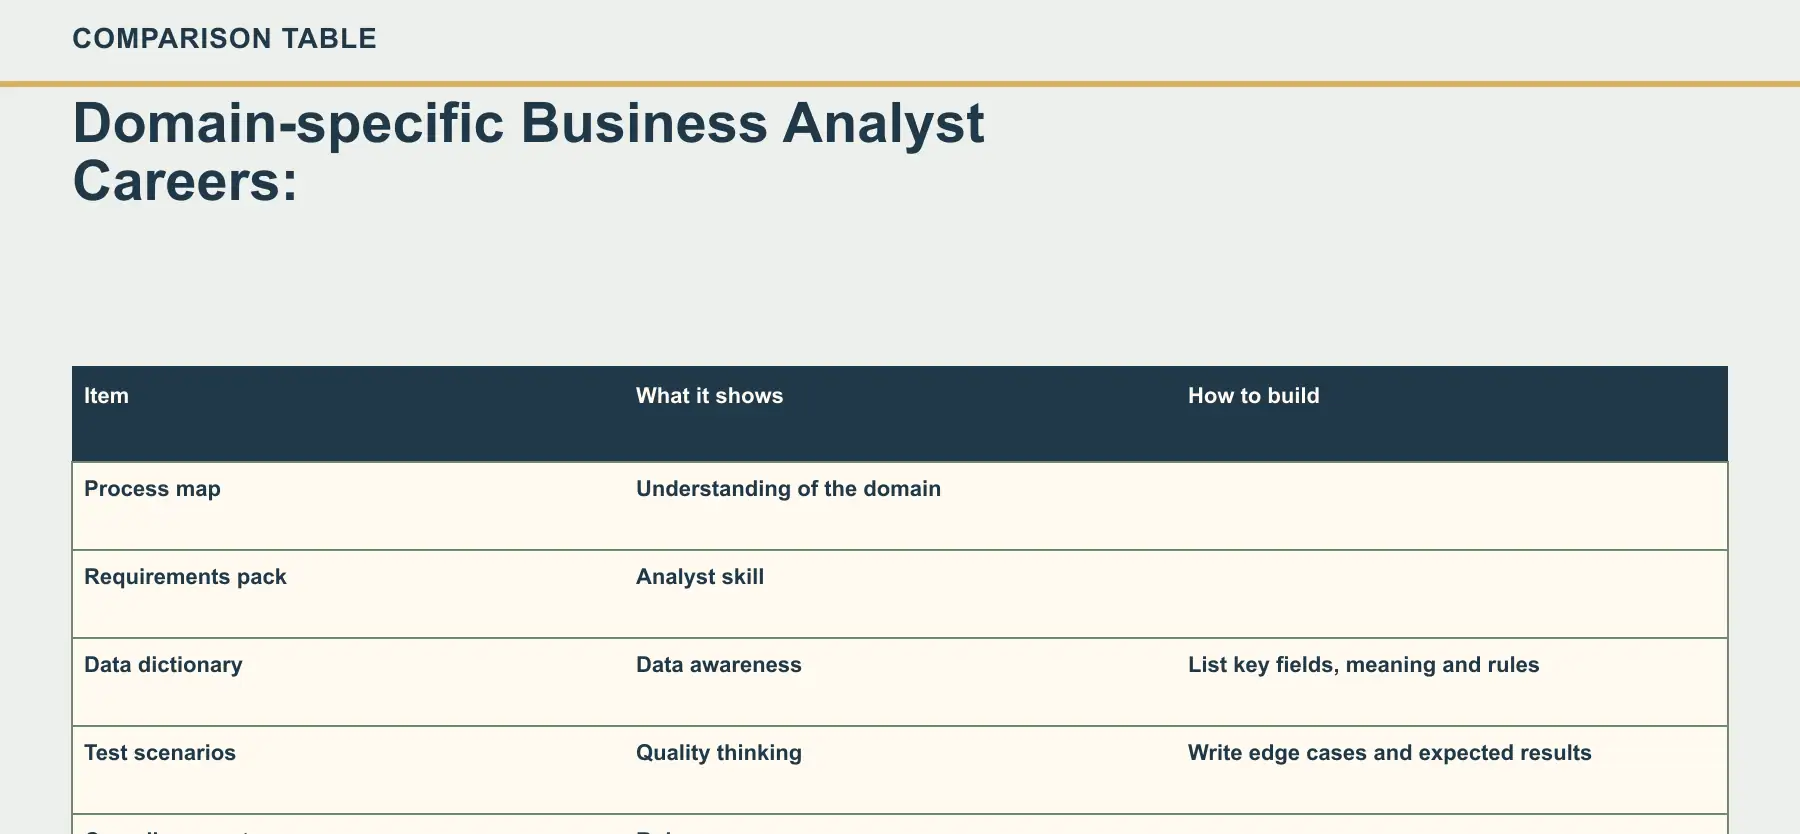 COMPARISON TABLE
Domain-specific Business Analyst
Careers:
Item What it shows How to build
Process map Understanding of the domain
Requirements pack Analyst skill
Data dictionary Data awareness List key fields, meaning and rules
Test scenarios Quality thinking Write edge cases and expected results